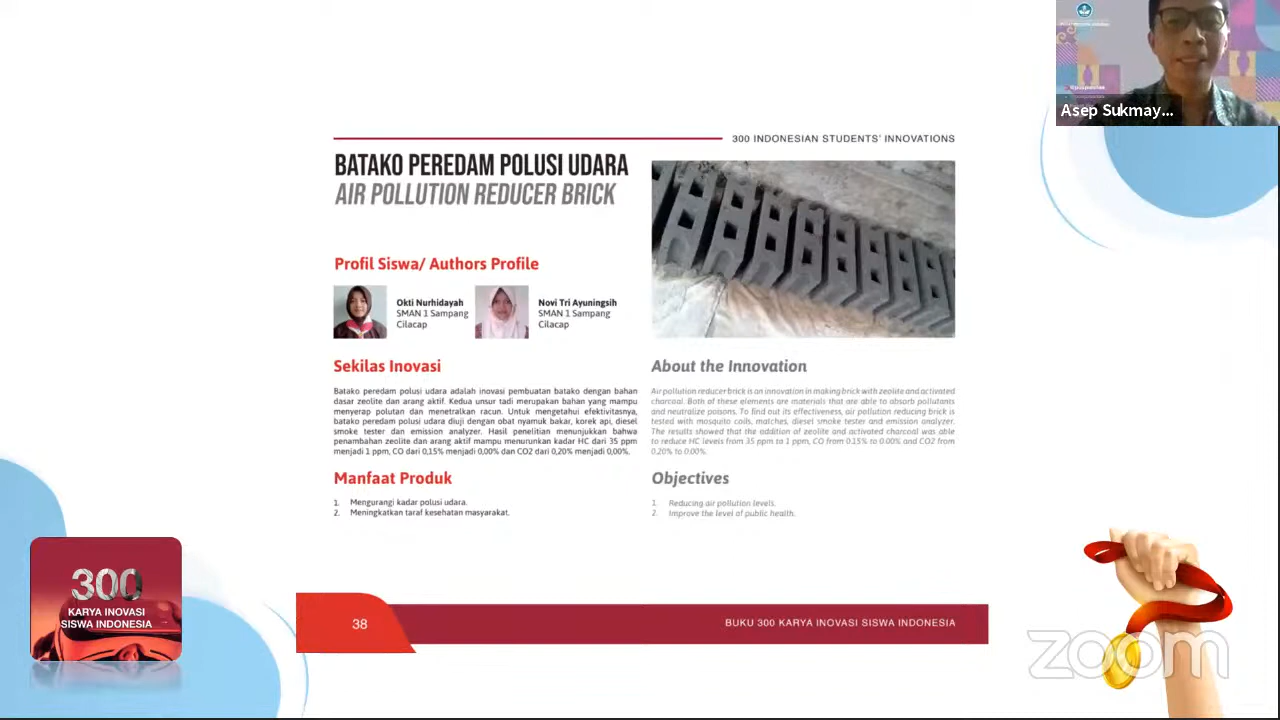 Asep Sukmay...
300 INDONESIAN STUDENTS' INNOVATIONS
BATAKO PEREDAM POLUSI UDARA
AIR POLLUTION REDUCER BRICK
Profil Siswa/ Authors Profile
Okti Nurhidayah
SMAN 1 Sampang
Cilacap
Novi Tri Ayuningsih
SMAN 1 Sampang
Cilacap
Sekilas Inovasi
Batako peredam polusi udara adalah inovasi pembuatan batako dengan bahan
dasar zeolite dan arang aktif. Kedua unsur tadi merupakan bahan yang mampu
menyerap polutan dan menetralkan racun. Untuk mengetahui efektivitasnya,
batako peredam polusi udara diuji dengan obat nyamuk bakar, korek api, diesel
smoke tester dan emission analyzer. Hasil penelitian menunjukkan bahwa
penambahan zeolite dan arang aktif mampu menurunkan kadar HC dari 35 ppm
menjadi 1 ppm, CO dari 0,15% menjadi 0,00% dan CO2 dari 0,20% menjadi 0,00%.
Manfaat Produk
1. Mengurangi kadar polusi udara.
2. Meningkatkan taraf kesehatan masyarakat.
About the Innovation
Air pollution reducer brick is an innovation in making brick with zeolite and activated
charcoal. Both of these elements are materials that are able to absorb pollutants
and neutralize poisons. To find out its effectiveness, air pollution reducing brick is
tested with mosquito coils, matches, diesel smoke tester and emission analyzer.
The results showed that the addition of zeolite and activated charcoal was able
to reduce HC levels from 35 ppm to 1 ppm, CO from 0.15% to 0.00% and CO2 from
0.20% to 0.00%.
Objectives
1. Reducing air pollution levels.
2. Improve the level of public health.
300
KARYA INOVASI
SISWA INDONESIA
38
BUKU 300 KARYA INOVASI SISWA INDONESIA
zoom